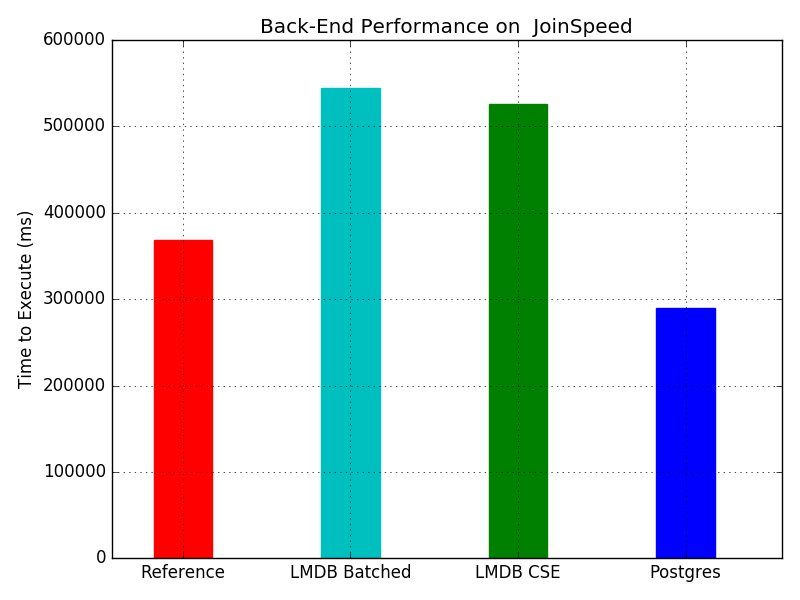 Back-End Performance on  JoinSpeed
600000
500000
400000
300000
200000
100000
0
Time to Execute (ms)
Reference LMDB Batched LMDB CSE Postgres